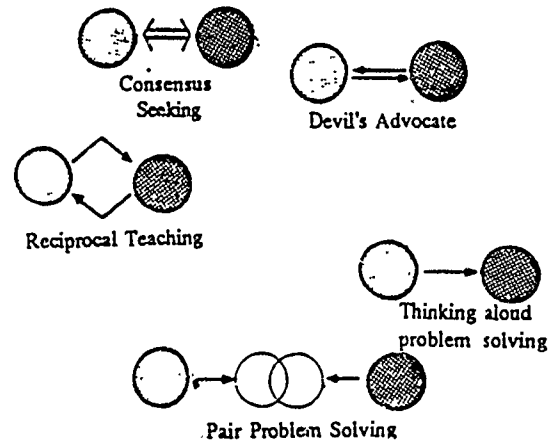 Consensus
Seeking
Devil's Advocate
Reciprocal Teaching
Thinking aloud
problem solving
Pair Problem Solving